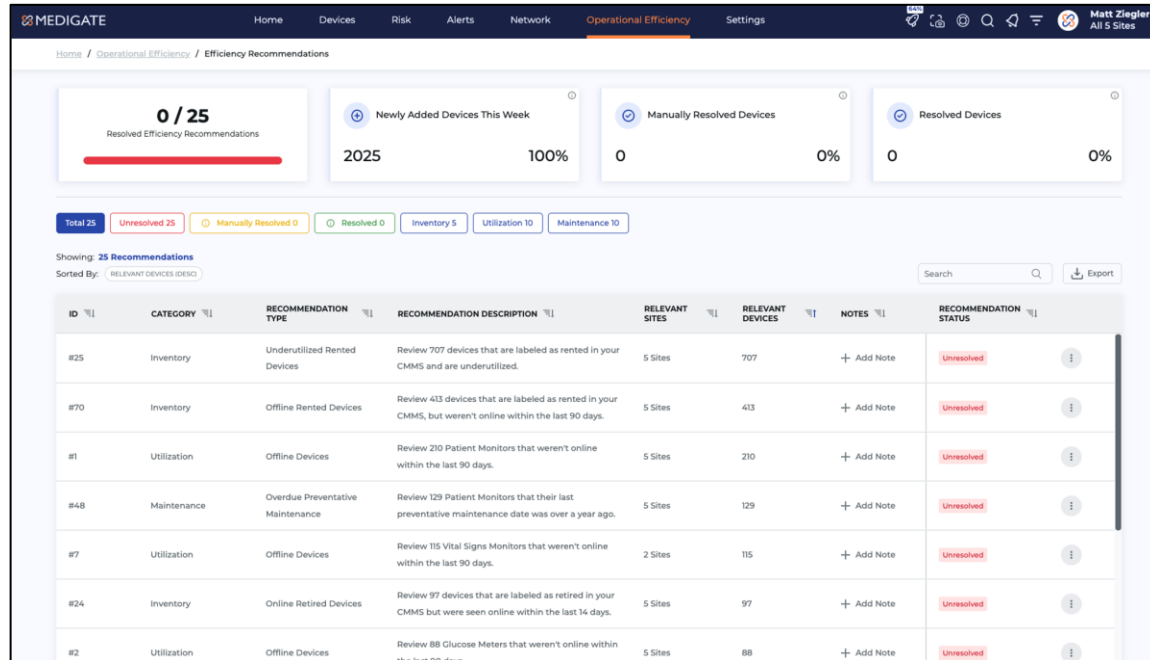 MEDIGATE
Home Devices Risk Alerts Network Operational Efficiency Settings
64%
Matt Ziegler
All 5 Sites
Home / Operational Efficiency / Efficiency Recommendations
0 / 25
Resolved Efficiency Recommendations
Newly Added Devices This Week
2025 100%
Manually Resolved Devices
0 0%
Resolved Devices
0 0%
Total 25 Unresolved 25 Manually Resolved 0 Resolved 0 Inventory 5 Utilization 10 Maintenance 10
Showing: 25 Recommendations
Sorted By: RELEVANT DEVICES (DESC)
Search Export
ID CATEGORY RECOMMENDATION TYPE RECOMMENDATION DESCRIPTION RELEVANT SITES RELEVANT DEVICES NOTES RECOMMENDATION STATUS
#25 Inventory Underutilized Rented Devices Review 707 devices that are labeled as rented in your CMMS and are underutilized. 5 Sites 707 + Add Note Unresolved
#70 Inventory Offline Rented Devices Review 413 devices that are labeled as rented in your CMMS, but weren't online within the last 90 days. 5 Sites 413 + Add Note Unresolved
#1 Utilization Offline Devices Review 210 Patient Monitors that weren't online within the last 90 days. 5 Sites 210 + Add Note Unresolved
#48 Maintenance Overdue Preventative Maintenance Review 129 Patient Monitors that their last preventative maintenance date was over a year ago. 5 Sites 129 + Add Note Unresolved
#7 Utilization Offline Devices Review 115 Vital Signs Monitors that weren't online within the last 90 days. 2 Sites 115 + Add Note Unresolved
#24 Inventory Online Retired Devices Review 97 devices that are labeled as retired in your CMMS but were seen online within the last 14 days. 5 Sites 97 + Add Note Unresolved
#2 Utilization Offline Devices Review 88 Glucose Meters that weren't online within 5 Sites 88 + Add Note Unresolved